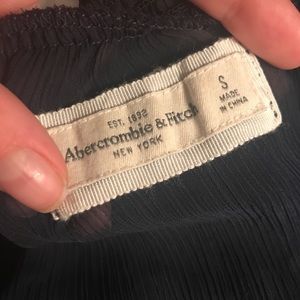 EST. 1892
Abercrombie & Fitch
NEW YORK
S
MADE
IN CHINA